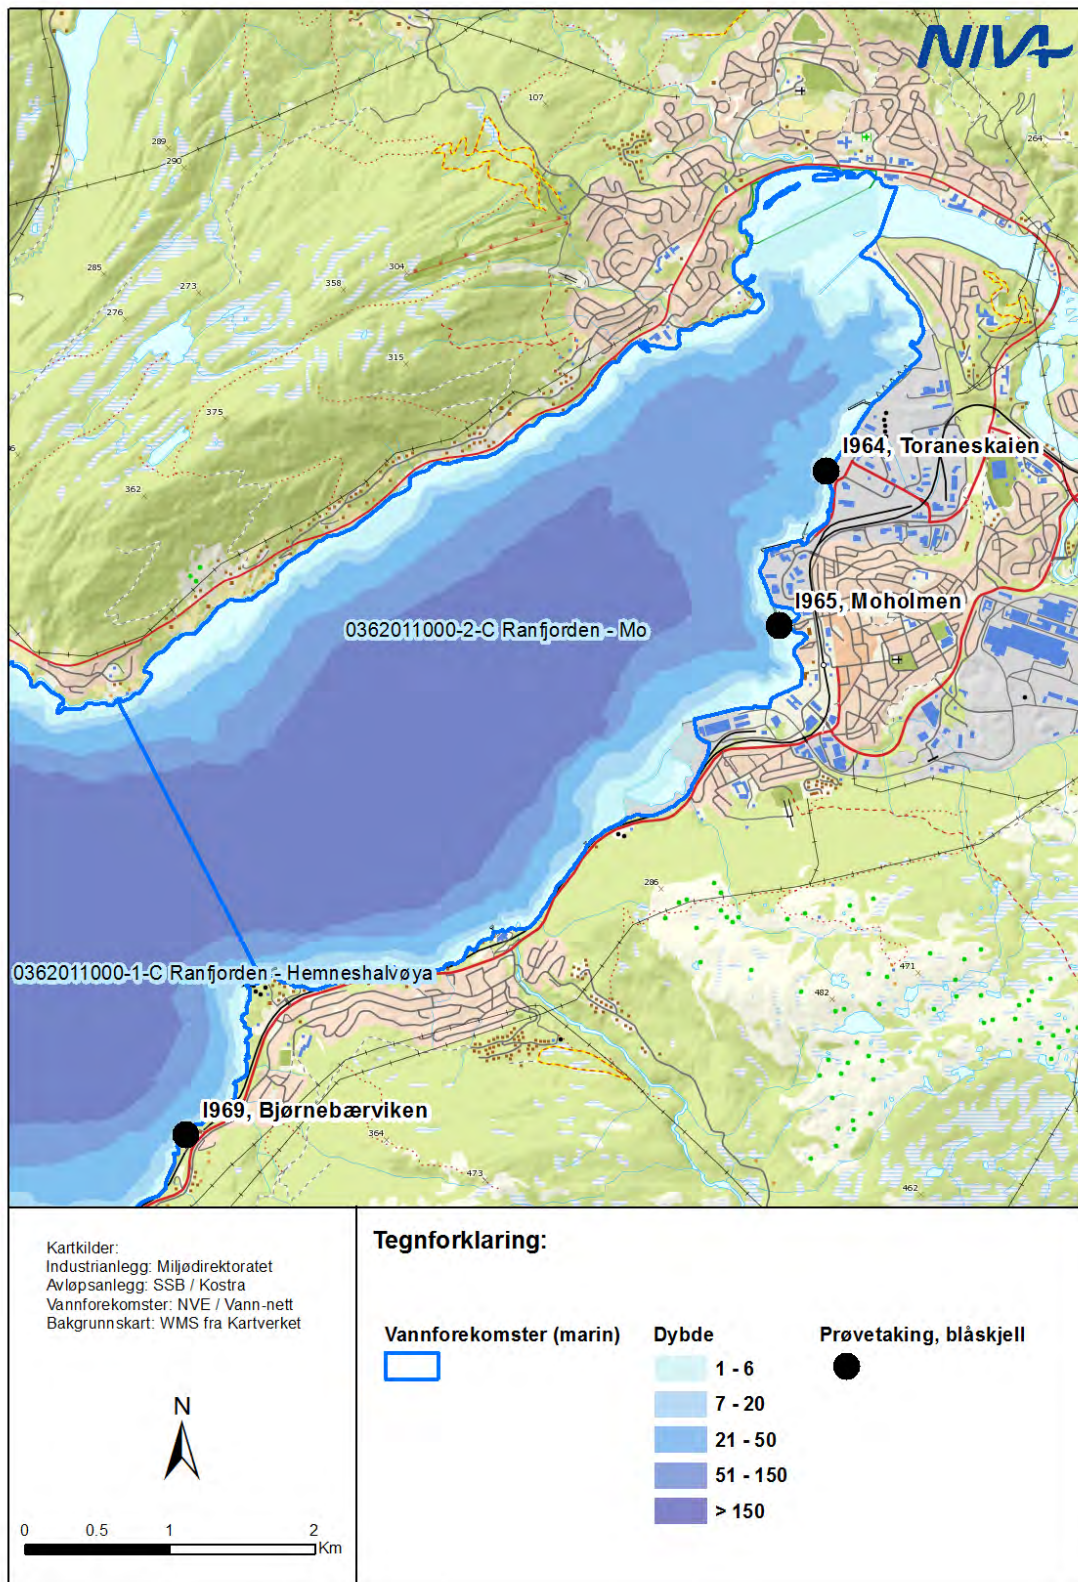 NIVA
107
264
289
290
304
285
273
358
276
315
375
362
I964, Toraneskaien
I965, Moholmen
0362011000-2-C Ranfjorden - Mo
286
471
482
0362011000-1-C Ranfjorden - Hemneshalvøya
I969, Bjørnebærviken
364
473
462
Kartkilder:
Industrianlegg: Miljødirektoratet
Avløpsanlegg: SSB / Kostra
Vannforekomster: NVE / Vann-nett
Bakgrunnskart: WMS fra Kartverket
N
0 0.5 1 2
Km
Tegnforklaring:
Vannforekomster (marin)
Dybde
1 - 6
7 - 20
21 - 50
51 - 150
> 150
Prøvetaking, blåskjell